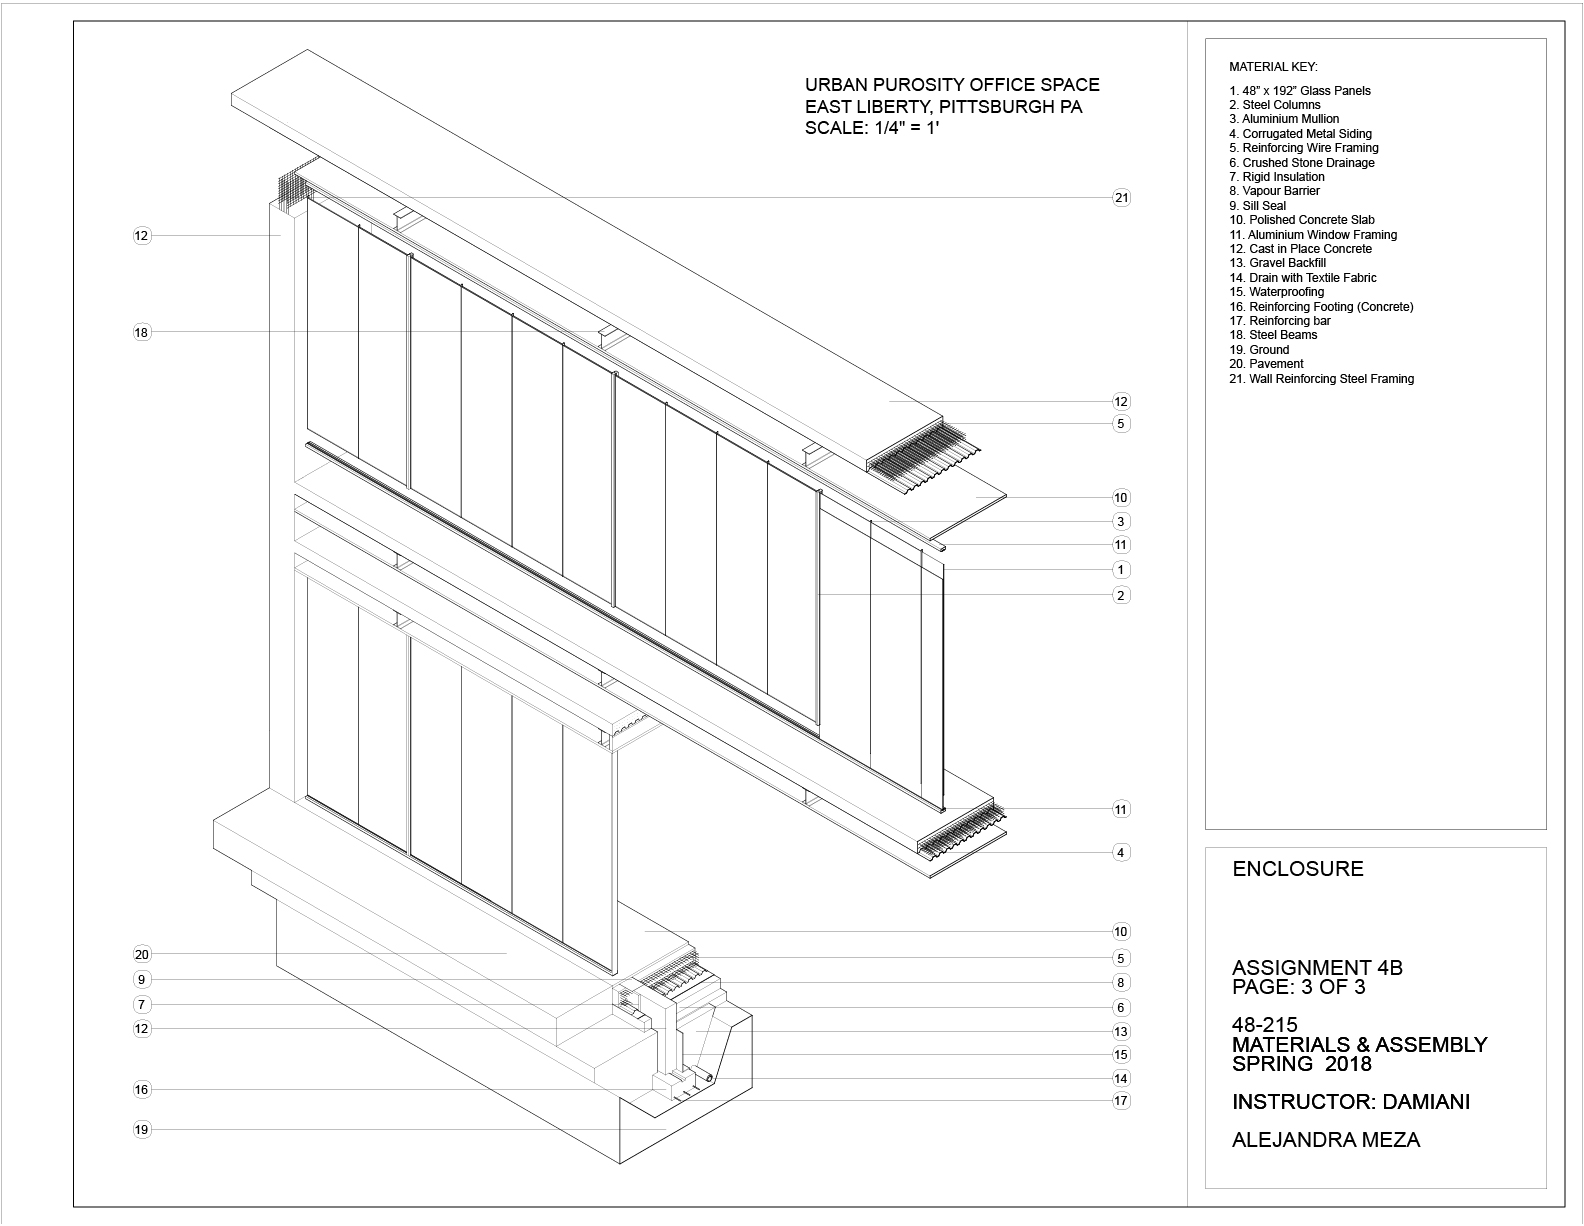 URBAN PUROSITY OFFICE SPACE
EAST LIBERTY, PITTSBURGH PA
SCALE: 1/4" = 1'
21
12
18
12
5
10
3
11
1
2
11
4
10
20
5
9
8
7
6
12
13
15
14
16
17
19
MATERIAL KEY:
1. 48" x 192” Glass Panels
2. Steel Columns
3. Aluminium Mullion
4. Corrugated Metal Siding
5. Reinforcing Wire Framing
6. Crushed Stone Drainage
7. Rigid Insulation
8. Vapour Barrier
9. Sill Seal
10. Polished Concrete Slab
11. Aluminium Window Framing
12. Cast in Place Concrete
13. Gravel Backfill
14. Drain with Textile Fabric
15. Waterproofing
16. Reinforcing Footing (Concrete)
17. Reinforcing bar
18. Steel Beams
19. Ground
20. Pavement
21. Wall Reinforcing Steel Framing
ENCLOSURE
ASSIGNMENT 4B
PAGE: 3 OF 3
48-215
MATERIALS & ASSEMBLY
SPRING 2018
INSTRUCTOR: DAMIANI
ALEJANDRA MEZA